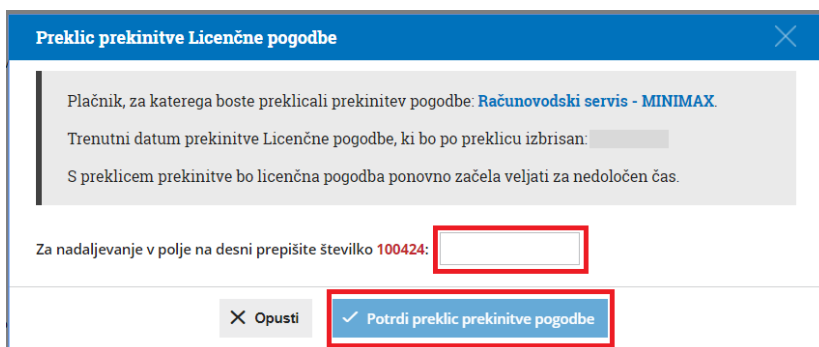 Preklic prekinitve Licenčne pogodbe
Plačnik, za katerega boste preklicali prekinitev pogodbe: Računovodski servis - MINIMAX.
Trenutni datum prekinitve Licenčne pogodbe, ki bo po preklicu izbrisan:
S preklicem prekinitve bo licenčna pogodba ponovno začela veljati za nedoločen čas.
Za nadaljevanje v polje na desni prepišite številko 100424:
Opusti
Potrdi preklic prekinitve pogodbe